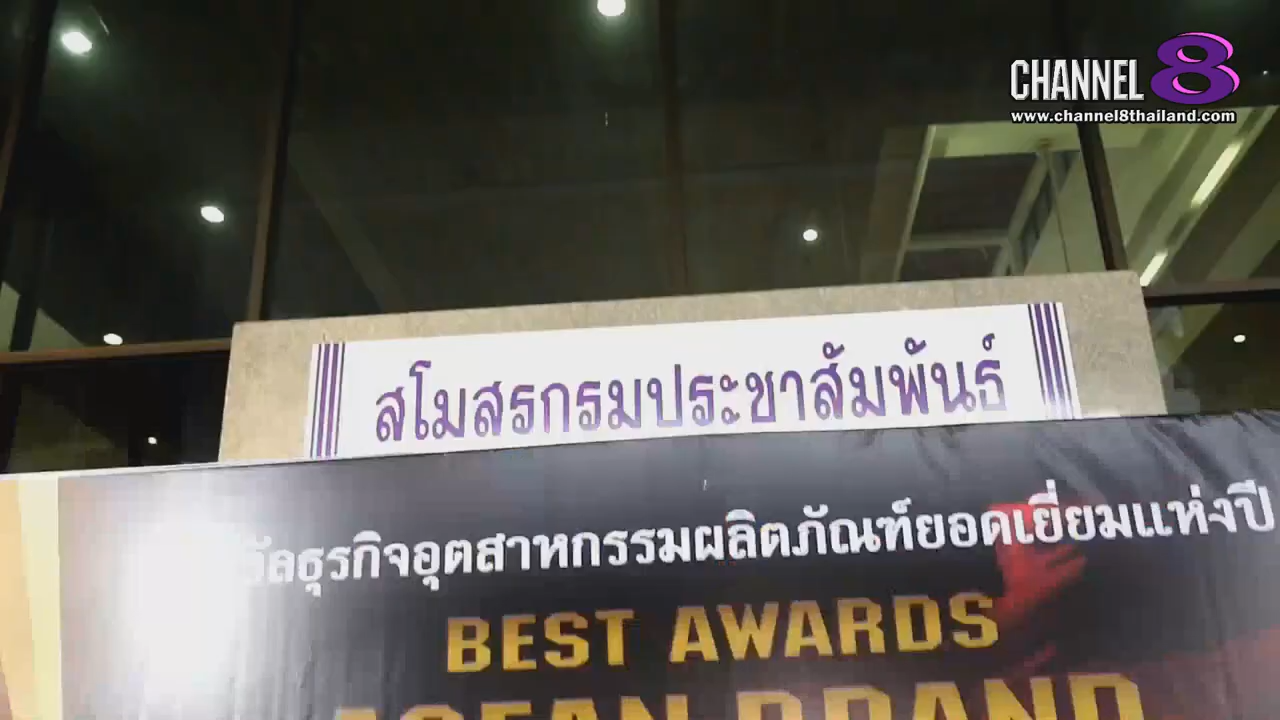 CHANNEL 8
www.channel8thailand.com
สโมสรกรมประชาสัมพันธ์
ธุรกิจอุตสาหกรรมผลิตภัณฑ์ยอดเยี่ยมแห่งปี
BEST AWARDS
ASEAN BRAND